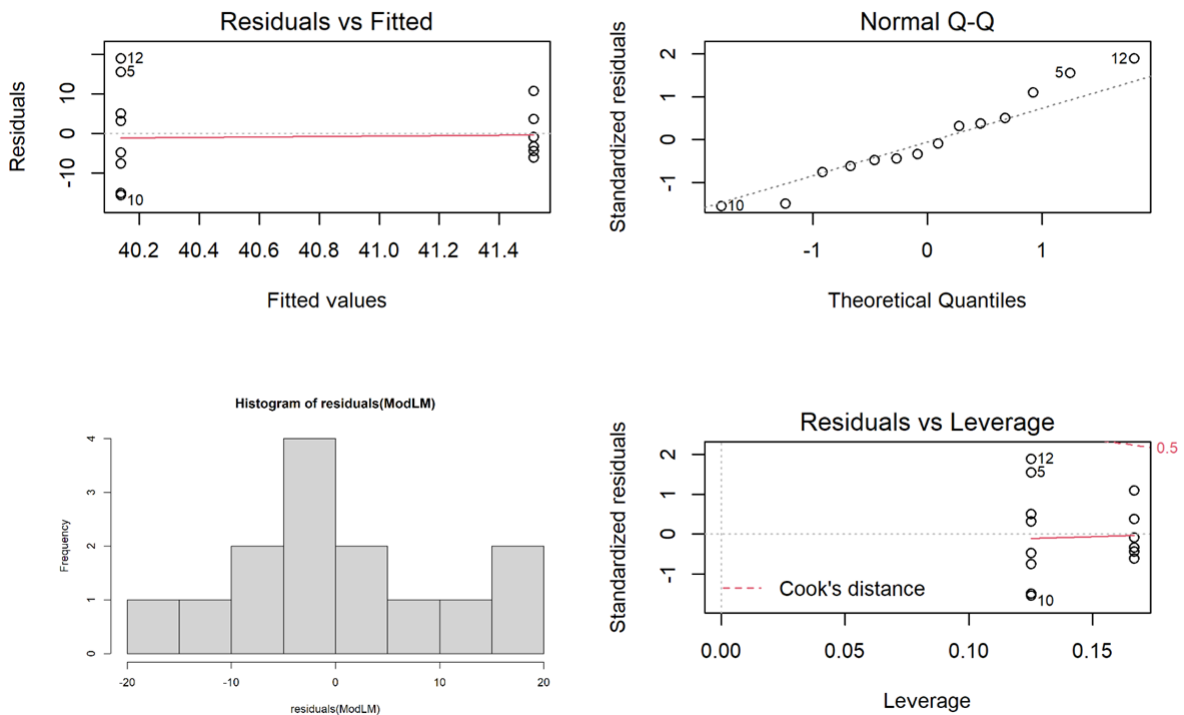 Residuals vs Fitted
Residuals
10
0
-10
12
5
10
40.2 40.4 40.6 40.8 41.0 41.2 41.4
Fitted values
Normal Q-Q
Standardized residuals
2
1
0
-1
5
12
10
-1 0 1
Theoretical Quantiles
Histogram of residuals(ModLM)
Frequency
4
3
2
1
0
-20 -10 0 10 20
residuals(ModLM)
Residuals vs Leverage
Standardized residuals
2
1
0
-1
0.5
12
5
10
Cook's distance
0.00 0.05 0.10 0.15
Leverage